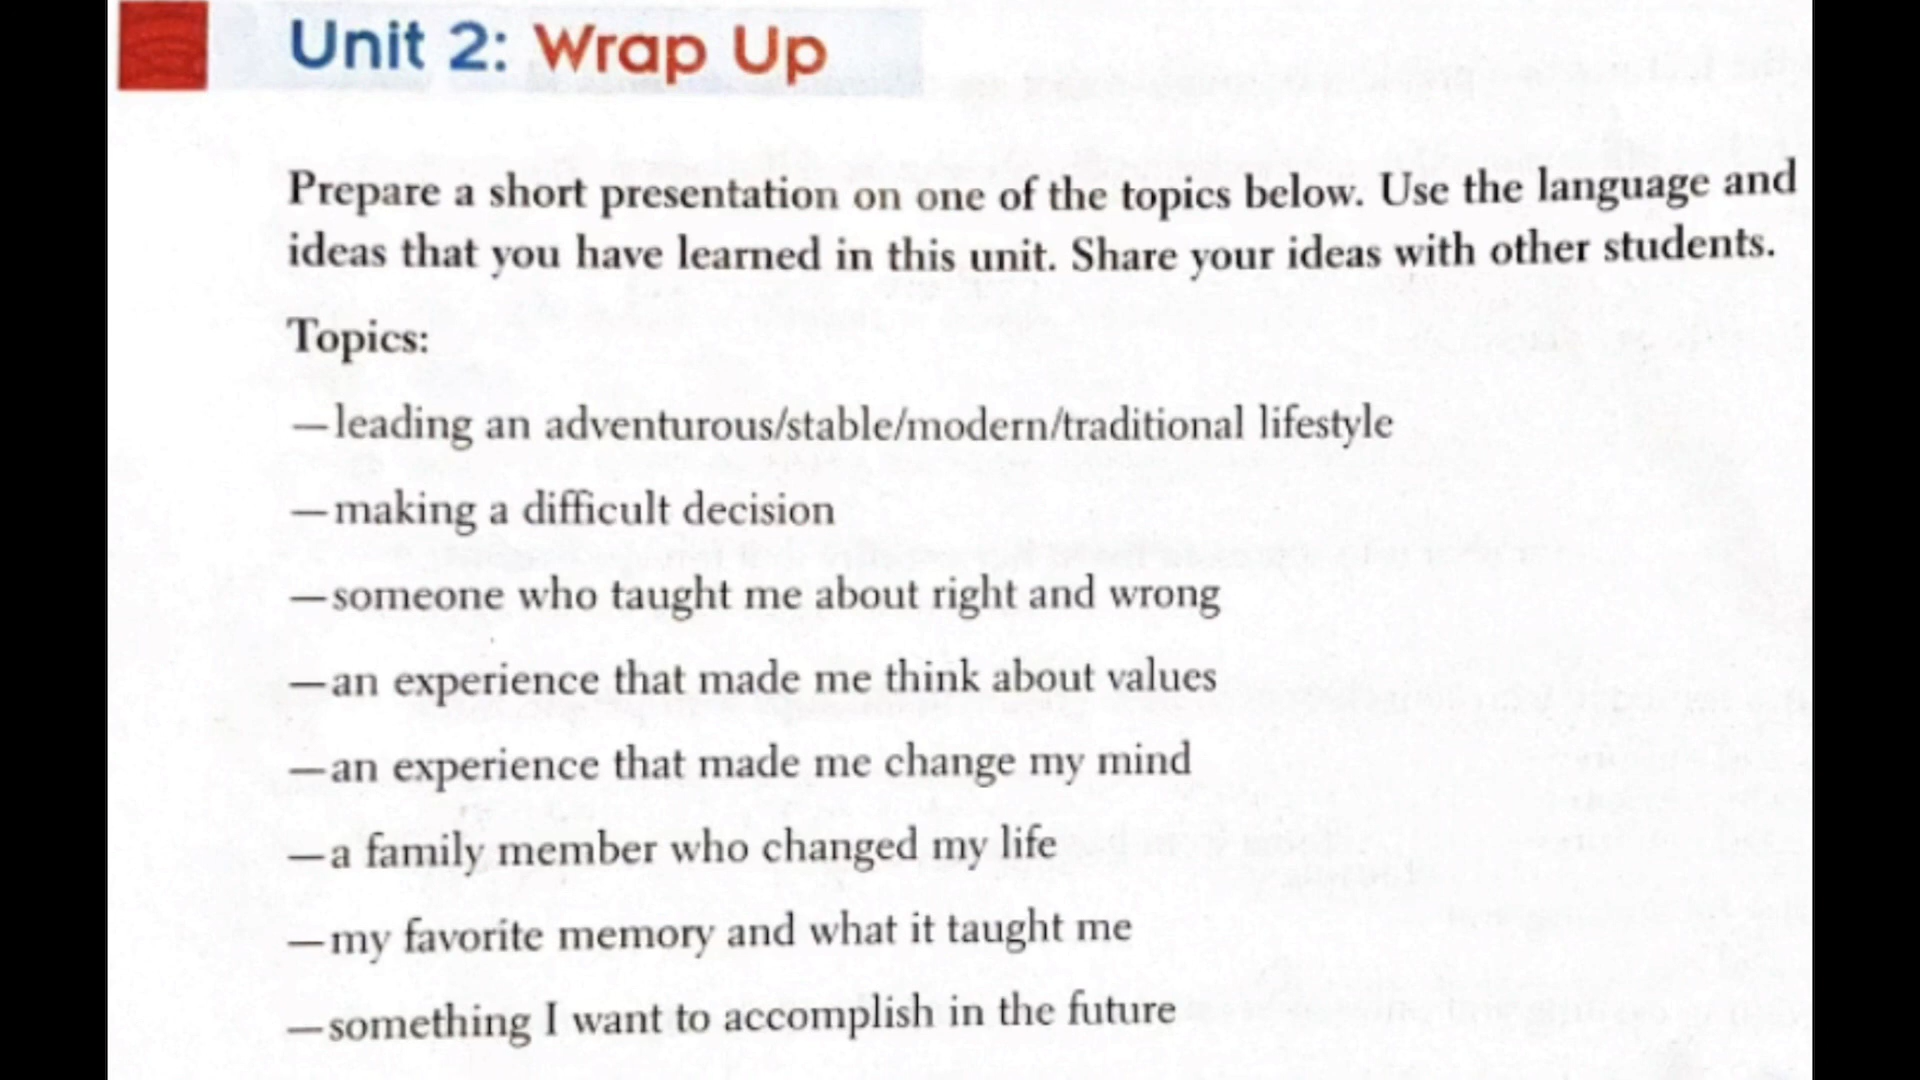 Unit 2: Wrap Up
Prepare a short presentation on one of the topics below. Use the language and
ideas that you have learned in this unit. Share your ideas with other students.
Topics:
—leading an adventurous/stable/modern/traditional lifestyle
—making a difficult decision
—someone who taught me about right and wrong
—an experience that made me think about values
—an experience that made me change my mind
—a family member who changed my life
—my favorite memory and what it taught me
—something I want to accomplish in the future